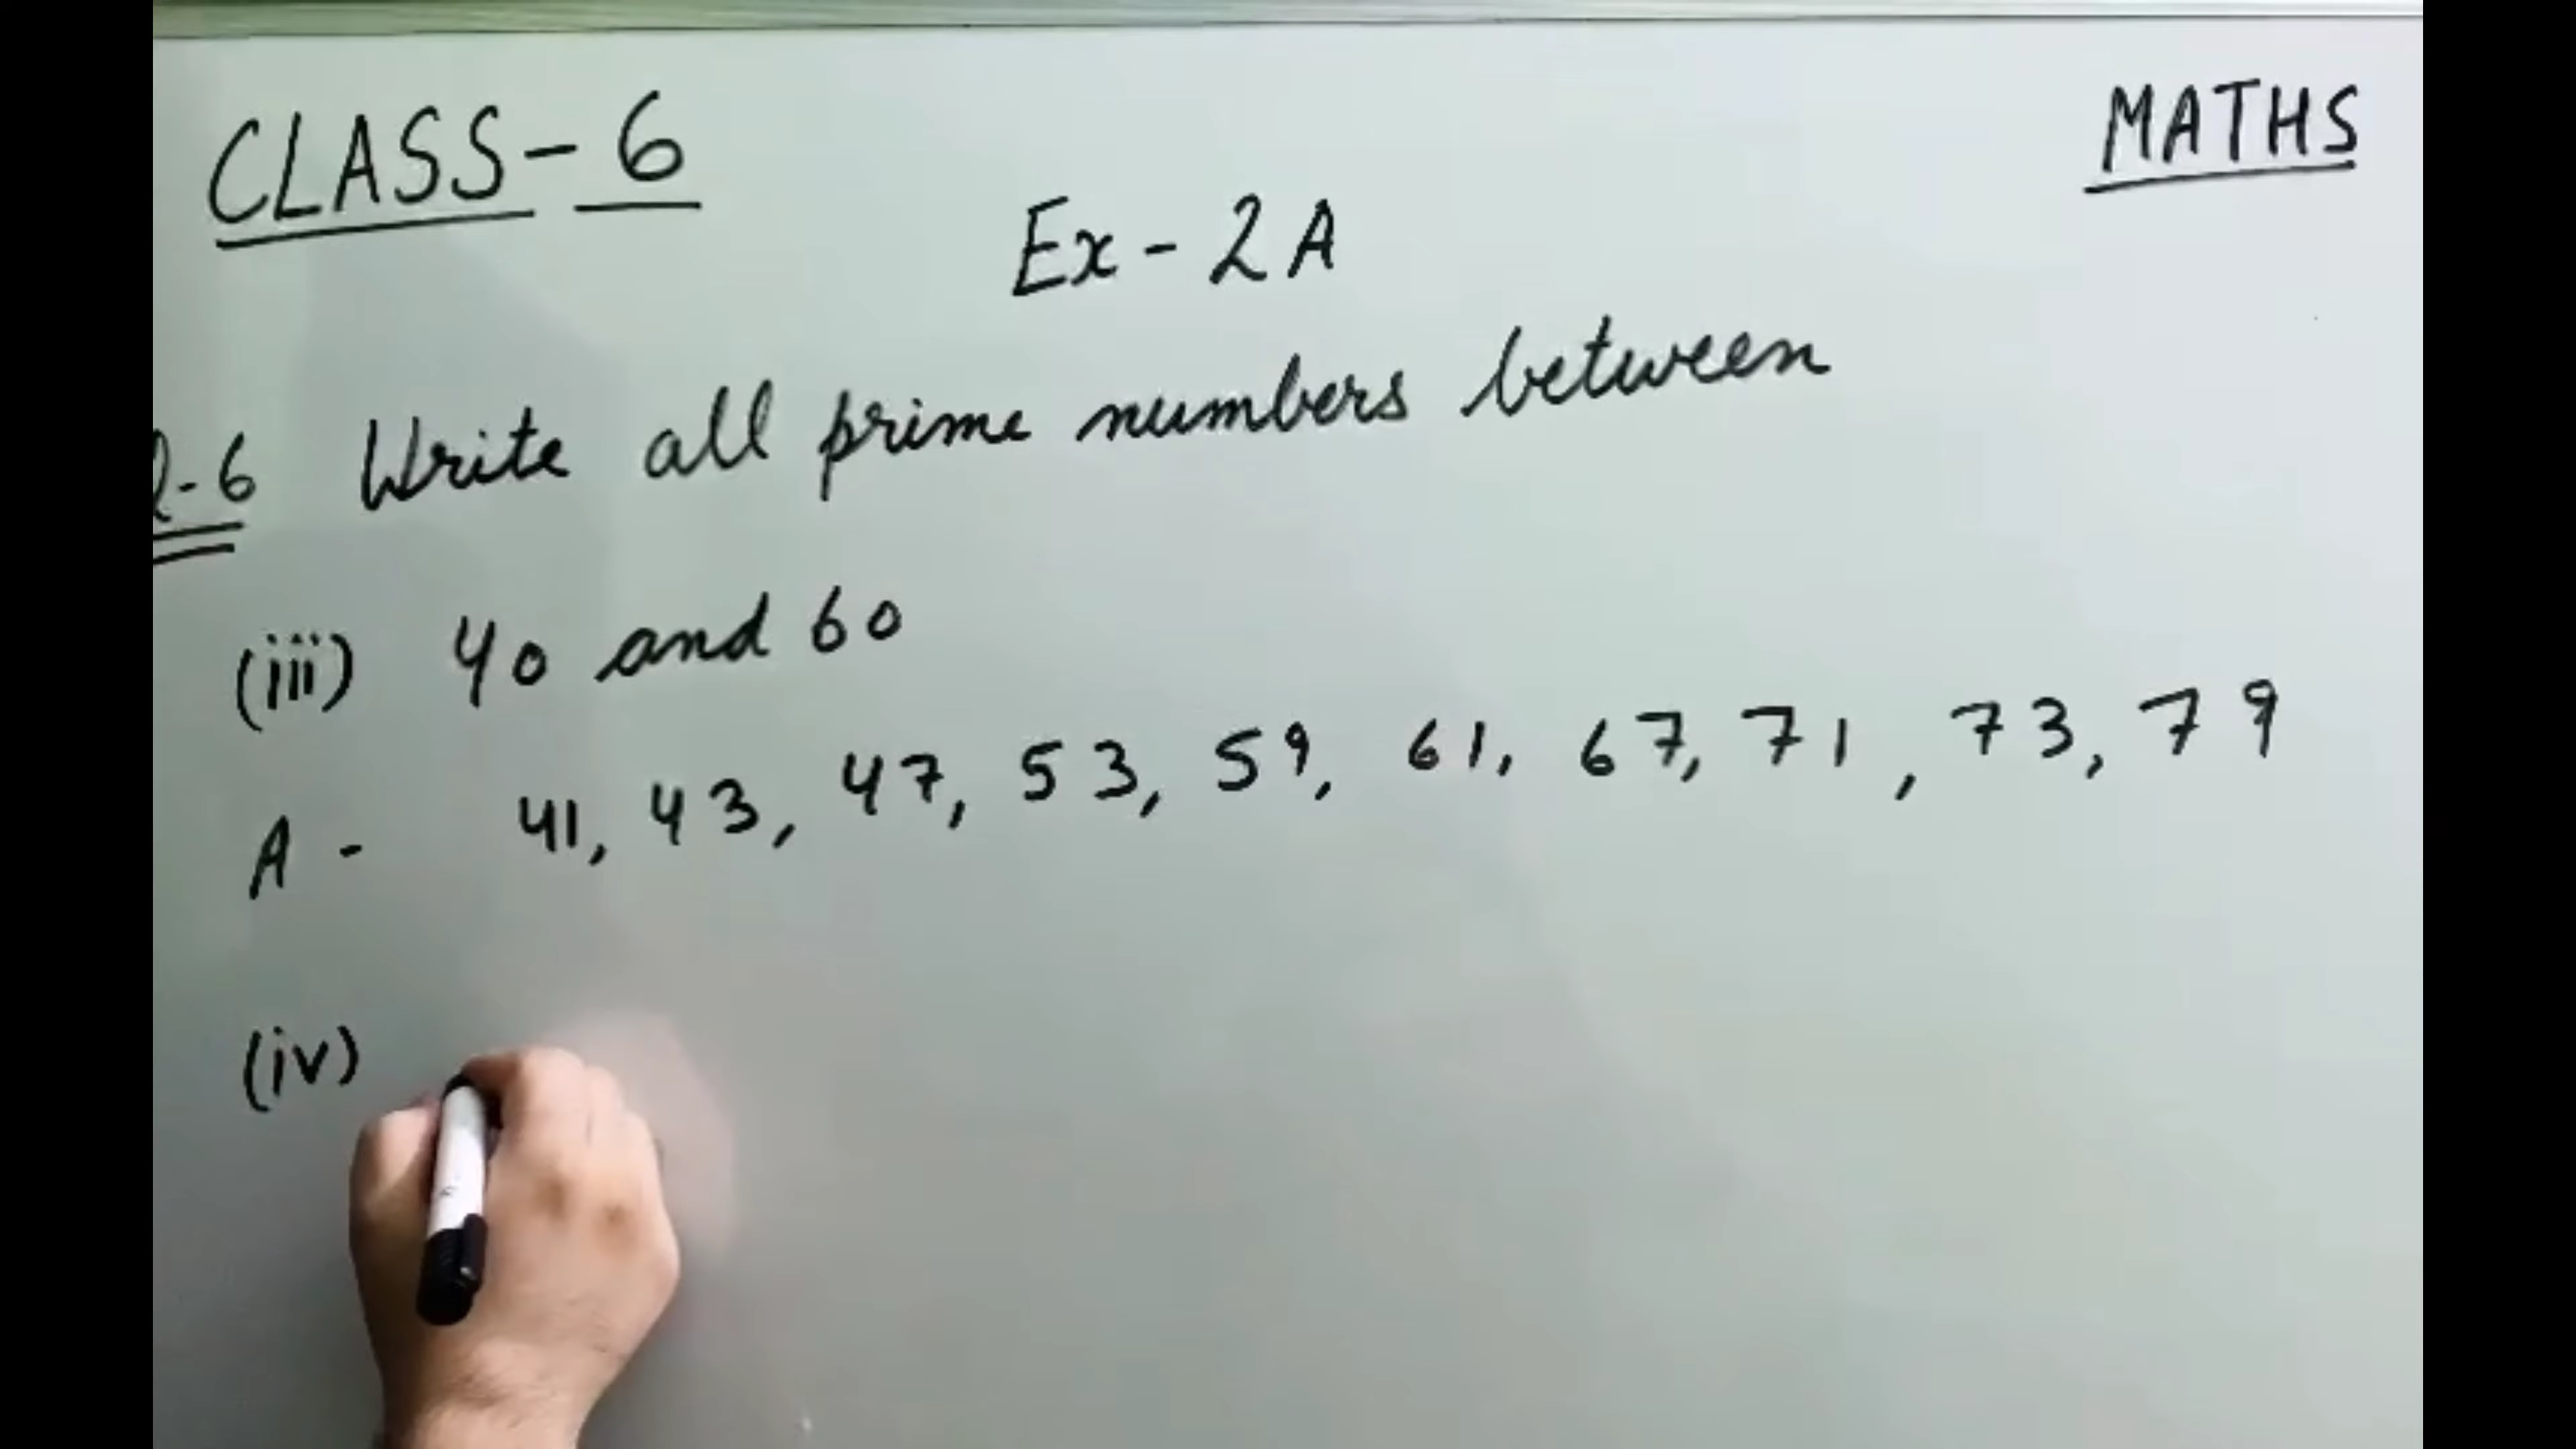 CLASS-6
MATHS
Ex-2A
Q-6 Write all prime numbers between
(iii) 40 and 60
A - 41, 43, 47, 53, 59, 61, 67, 71, 73, 79
(iv)